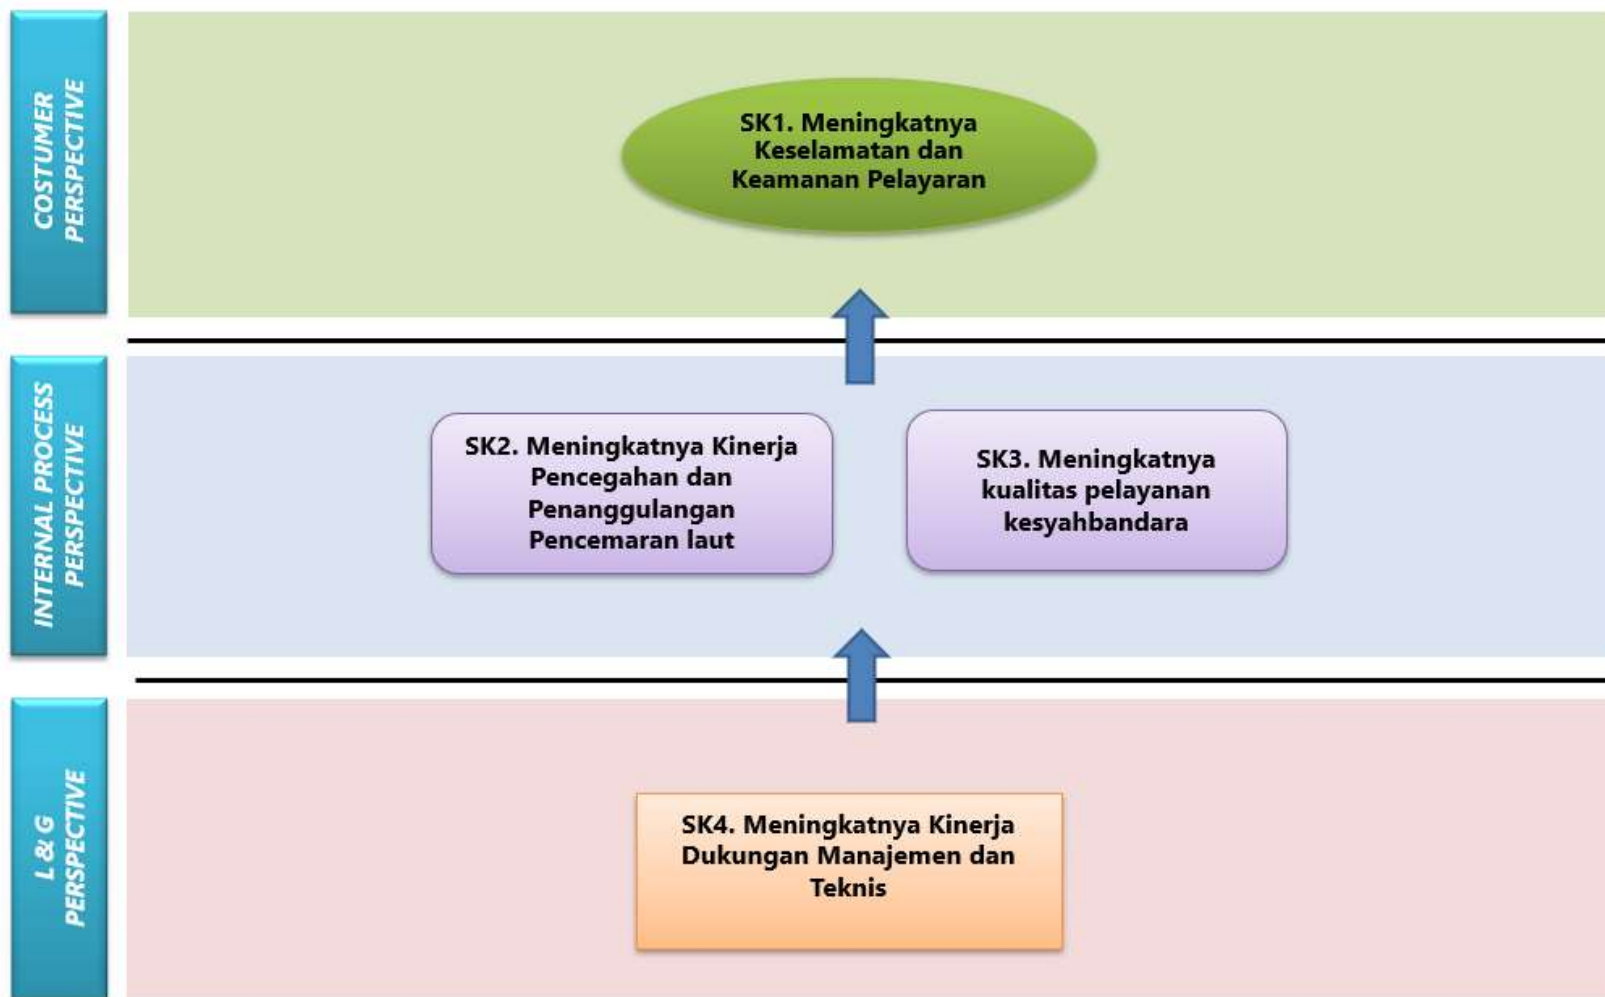 COSTUMER
PERSPECTIVE
SK1. Meningkatnya
Keselamatan dan
Keamanan Pelayaran
INTERNAL PROCESS
PERSPECTIVE
SK2. Meningkatnya Kinerja
Pencegahan dan
Penanggulangan
Pencemaran laut
SK3. Meningkatnya
kualitas pelayanan
kesyahbandara
L & G
PERSPECTIVE
SK4. Meningkatnya Kinerja
Dukungan Manajemen dan
Teknis